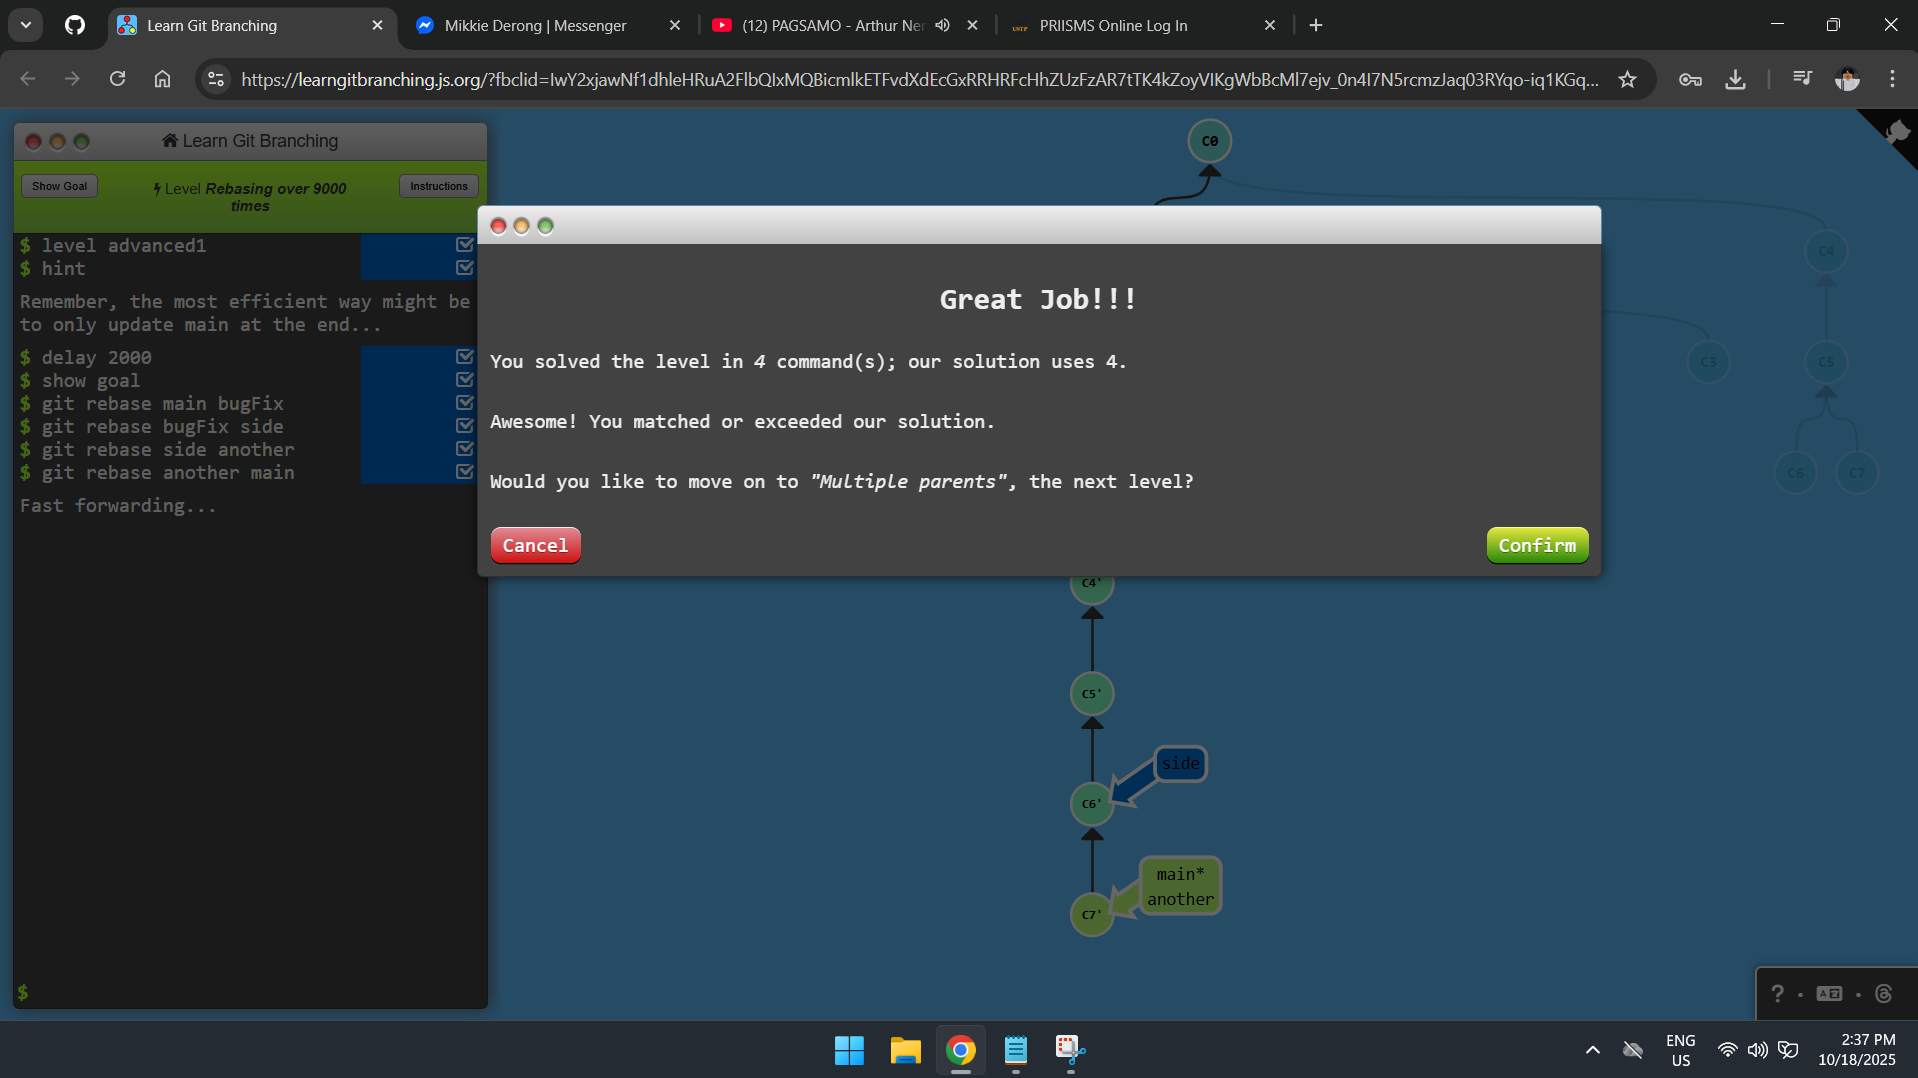 Learn Git Branching
Mikkie Derong | Messenger
(12) PAGSAMO - Arthur Ner
PRIISMS Online Log In
https://learngitbranching.js.org/?fbclid=IwY2xjawNf1dhleHRuA2FlbQIxMQBicmlkETFvdXdEcGxRRHRFcHhZUzFzAR7tTK4kZoyVIKgWbBcMl7ejv_0n4I7N5rcmzJaq03RYqo-iq1KGq...
Learn Git Branching
Show Goal
Level Rebasing over 9000
times
Instructions
$ level advanced1
$ hint
Remember, the most efficient way might be
to only update main at the end...
$ delay 2000
$ show goal
$ git rebase main bugFix
$ git rebase bugFix side
$ git rebase side another
$ git rebase another main
Fast forwarding...
$
C0
C4
C3
C5
C6
C7
Great Job!!!
You solved the level in 4 command(s); our solution uses 4.
Awesome! You matched or exceeded our solution.
Would you like to move on to "Multiple parents", the next level?
Cancel
Confirm
C4'
C5'
side
C6'
main*
another
C7'
?
ENG
US
2:37 PM
10/18/2025